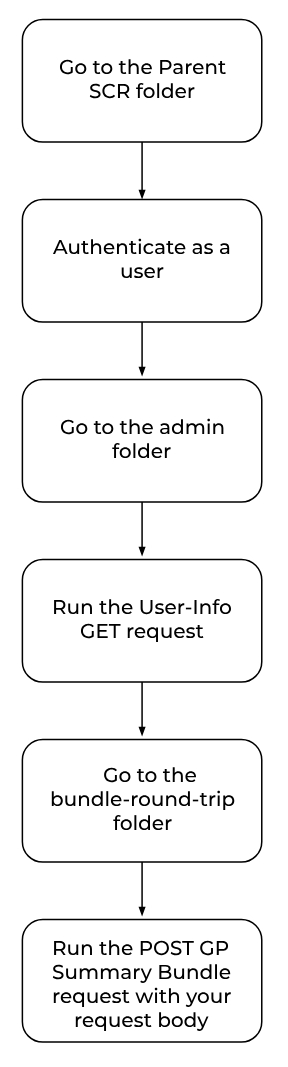 Go to the Parent
SCR folder
Authenticate as a
user
Go to the admin
folder
Run the User-Info
GET request
Go to the
bundle-round-trip
folder
Run the POST GP
Summary Bundle
request with your
request body